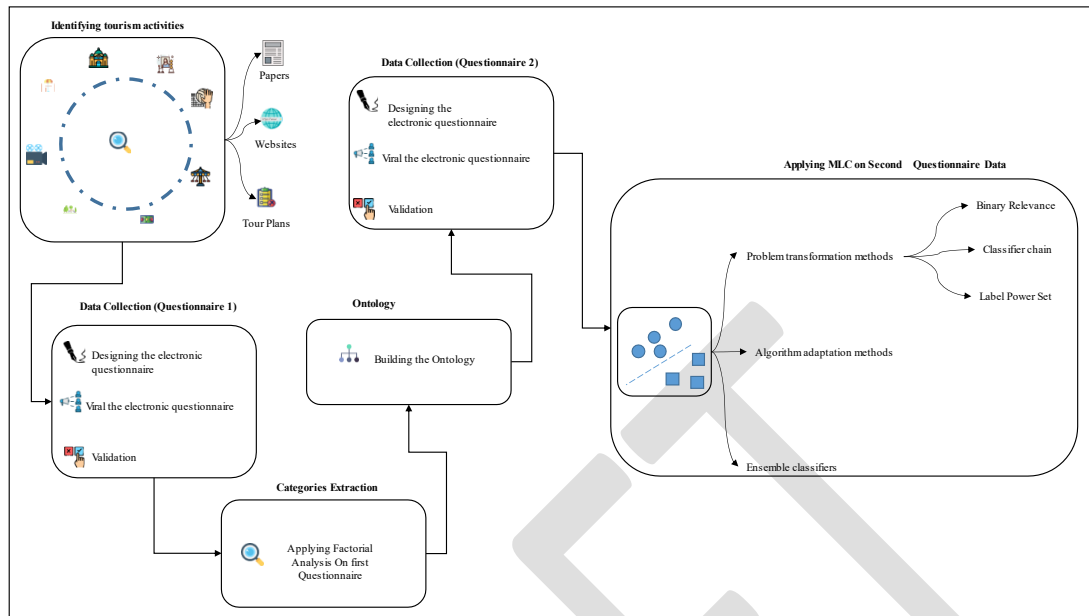 Identifying tourism activities
Papers
Websites
Tour Plans
Data Collection (Questionnaire 1)
Designing the electronic
questionnaire
Viral the electronic questionnaire
Validation
Categories Extraction
Applying Factorial
Analysis On first
Questionnaire
Ontology
Building the Ontology
Data Collection (Questionnaire 2)
Designing the
electronic questionnaire
Viral the electronic questionnaire
Validation
Applying MLC on Second Questionnaire Data
Problem transformation methods
Binary Relevance
Classifier chain
Label Power Set
Algorithm adaptation methods
Ensemble classifiers